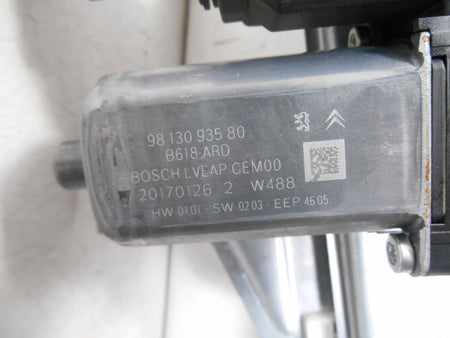 98 130 935 80
B618-ARD
BOSCH LVEAP CEM00
20170126 2 W488
HW 0101 - SW 0203 - EEP 4605